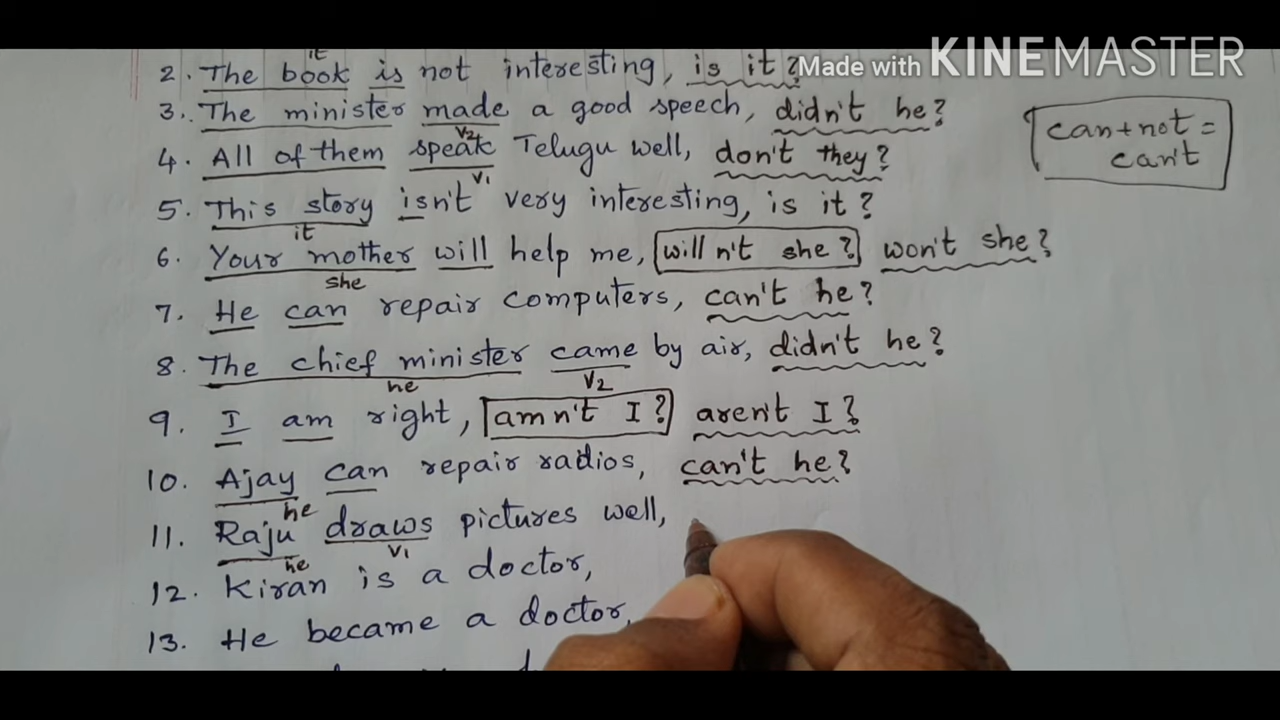 it
2. The book is not interesting, is it?
Made with KINEMASTER
3. The minister made a good speech, didn't he?
V2
can+not =
can't
4. All of them speak Telugu well, don't they?
V1
5. This story isn't very interesting, is it?
it
6. Your mother will help me, will n't she? won't she?
she
7. He can repair computers, can't he?
8. The chief minister came by air, didn't he?
he V2
9. I am right, amn't I? aren't I?
10. Ajay can repair radios, can't he?
he
11. Raju draws pictures well,
he V1
12. Kiran is a doctor,
13. He became a doctor,